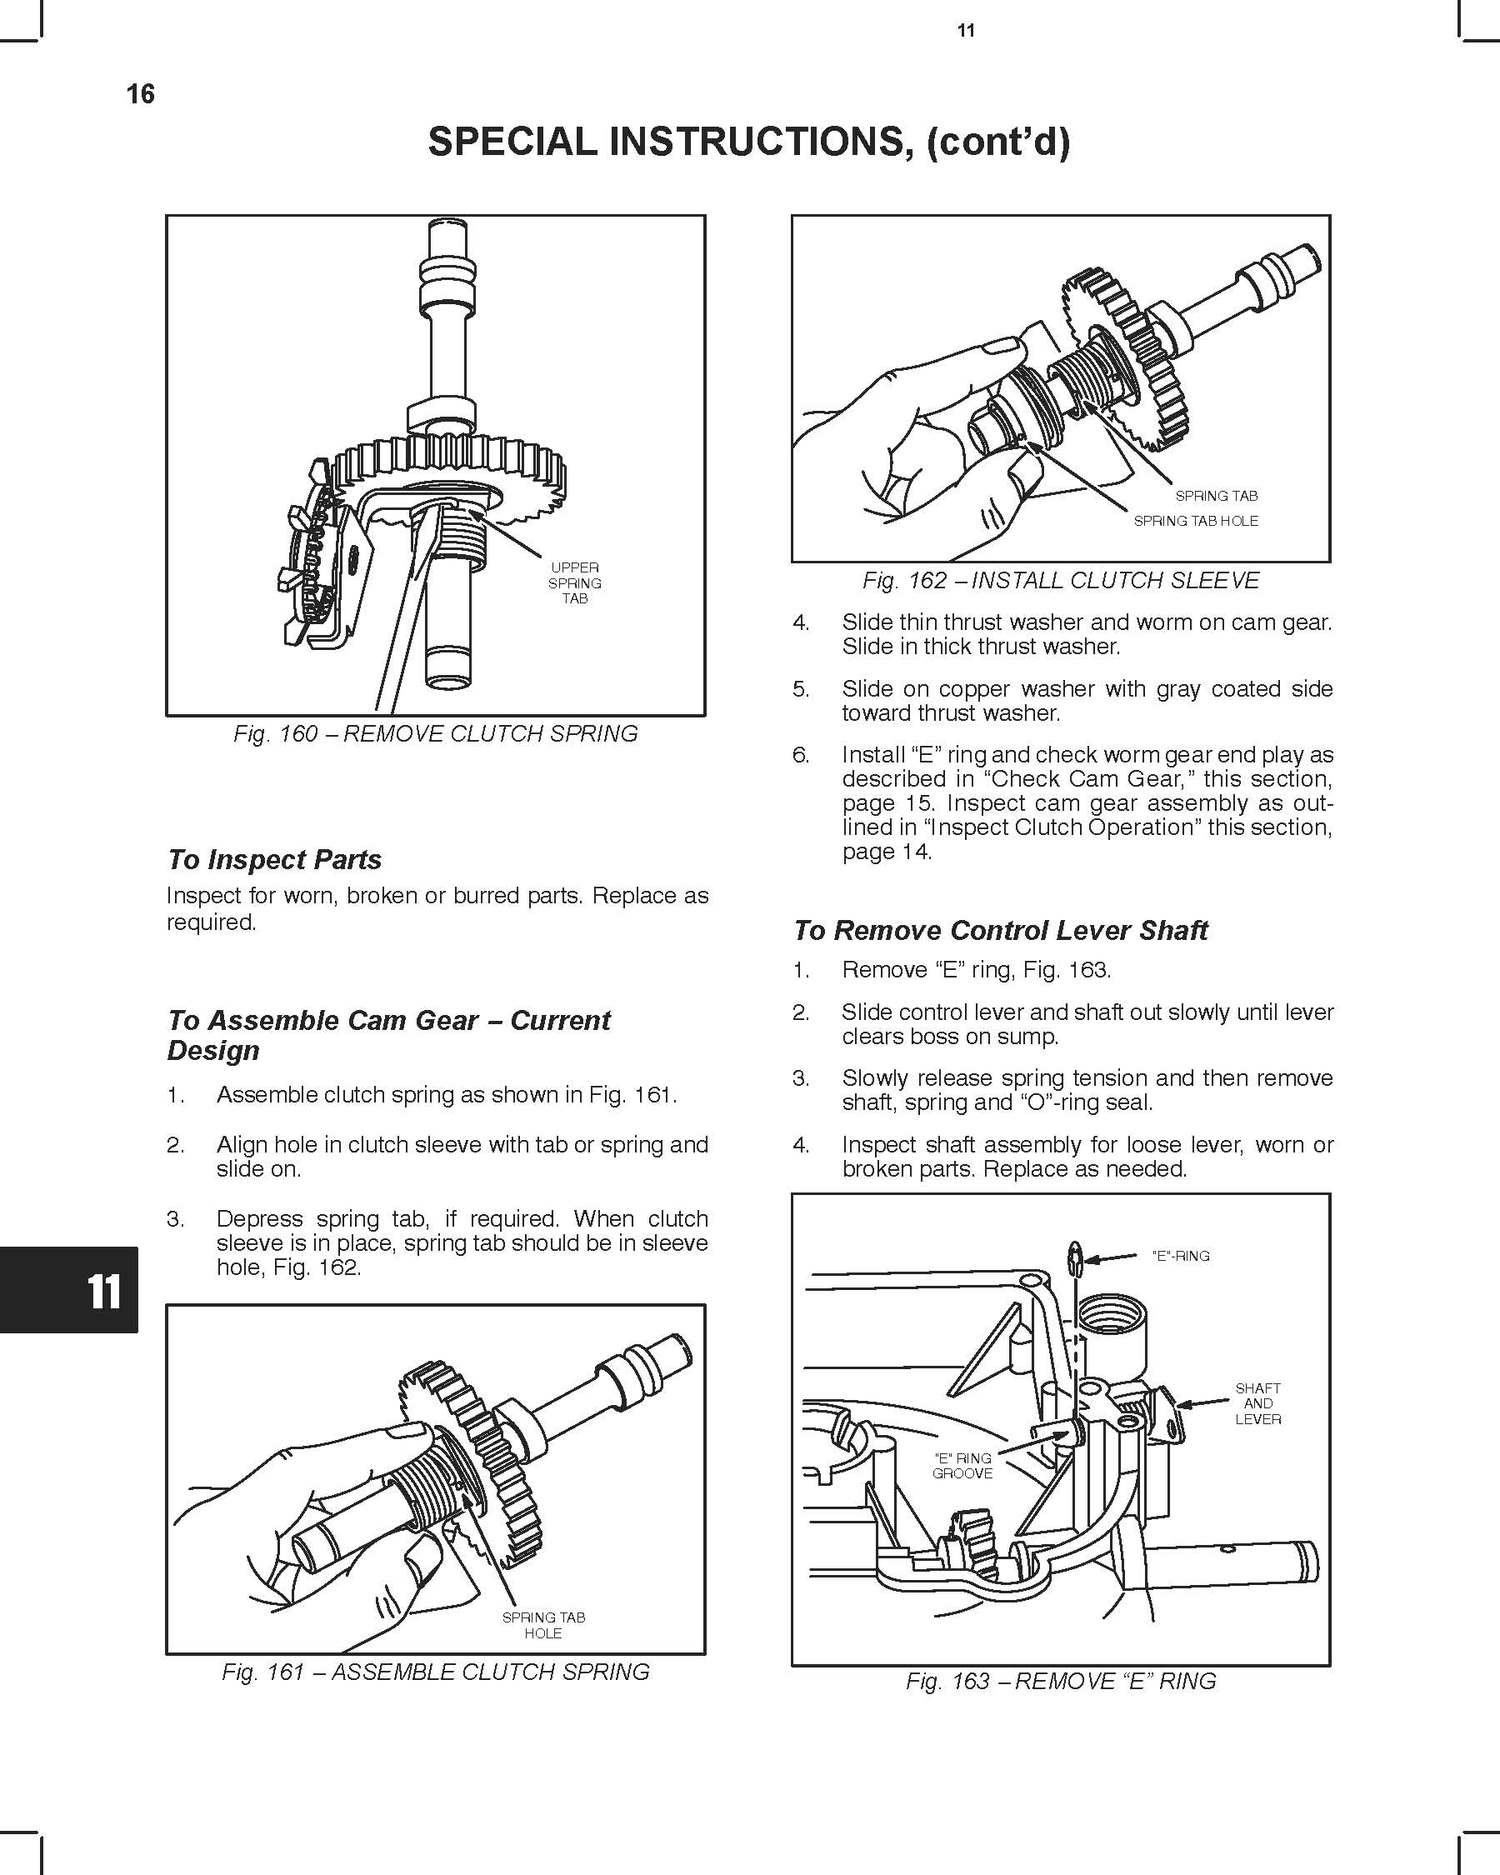 11
16
SPECIAL INSTRUCTIONS, (cont’d)
UPPER
SPRING
TAB
Fig. 160 – REMOVE CLUTCH SPRING
To Inspect Parts
Inspect for worn, broken or burred parts. Replace as
required.
To Assemble Cam Gear – Current
Design
1. Assemble clutch spring as shown in Fig. 161.
2. Align hole in clutch sleeve with tab or spring and
slide on.
3. Depress spring tab, if required. When clutch
sleeve is in place, spring tab should be in sleeve
hole, Fig. 162.
11
SPRING TAB
HOLE
Fig. 161 – ASSEMBLE CLUTCH SPRING
SPRING TAB
SPRING TAB HOLE
Fig. 162 – INSTALL CLUTCH SLEEVE
4. Slide thin thrust washer and worm on cam gear.
Slide in thick thrust washer.
5. Slide on copper washer with gray coated side
toward thrust washer.
6. Install “E” ring and check worm gear end play as
described in “Check Cam Gear,” this section,
page 15. Inspect cam gear assembly as out-
lined in “Inspect Clutch Operation” this section,
page 14.
To Remove Control Lever Shaft
1. Remove “E” ring, Fig. 163.
2. Slide control lever and shaft out slowly until lever
clears boss on sump.
3. Slowly release spring tension and then remove
shaft, spring and “O”-ring seal.
4. Inspect shaft assembly for loose lever, worn or
broken parts. Replace as needed.
"E"-RING
SHAFT
AND
LEVER
"E" RING
GROOVE
Fig. 163 – REMOVE “E” RING